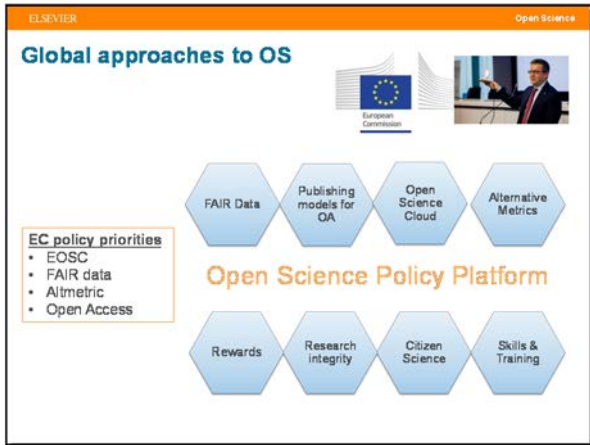 ELSEVIER
Open Science
Global approaches to OS
European
Commission
FAIR Data
Publishing
models for
OA
Open
Science
Cloud
Alternative
Metrics
EC policy priorities
• EOSC
• FAIR data
• Altmetric
• Open Access
Open Science Policy Platform
Rewards
Research
integrity
Citizen
Science
Skills &
Training